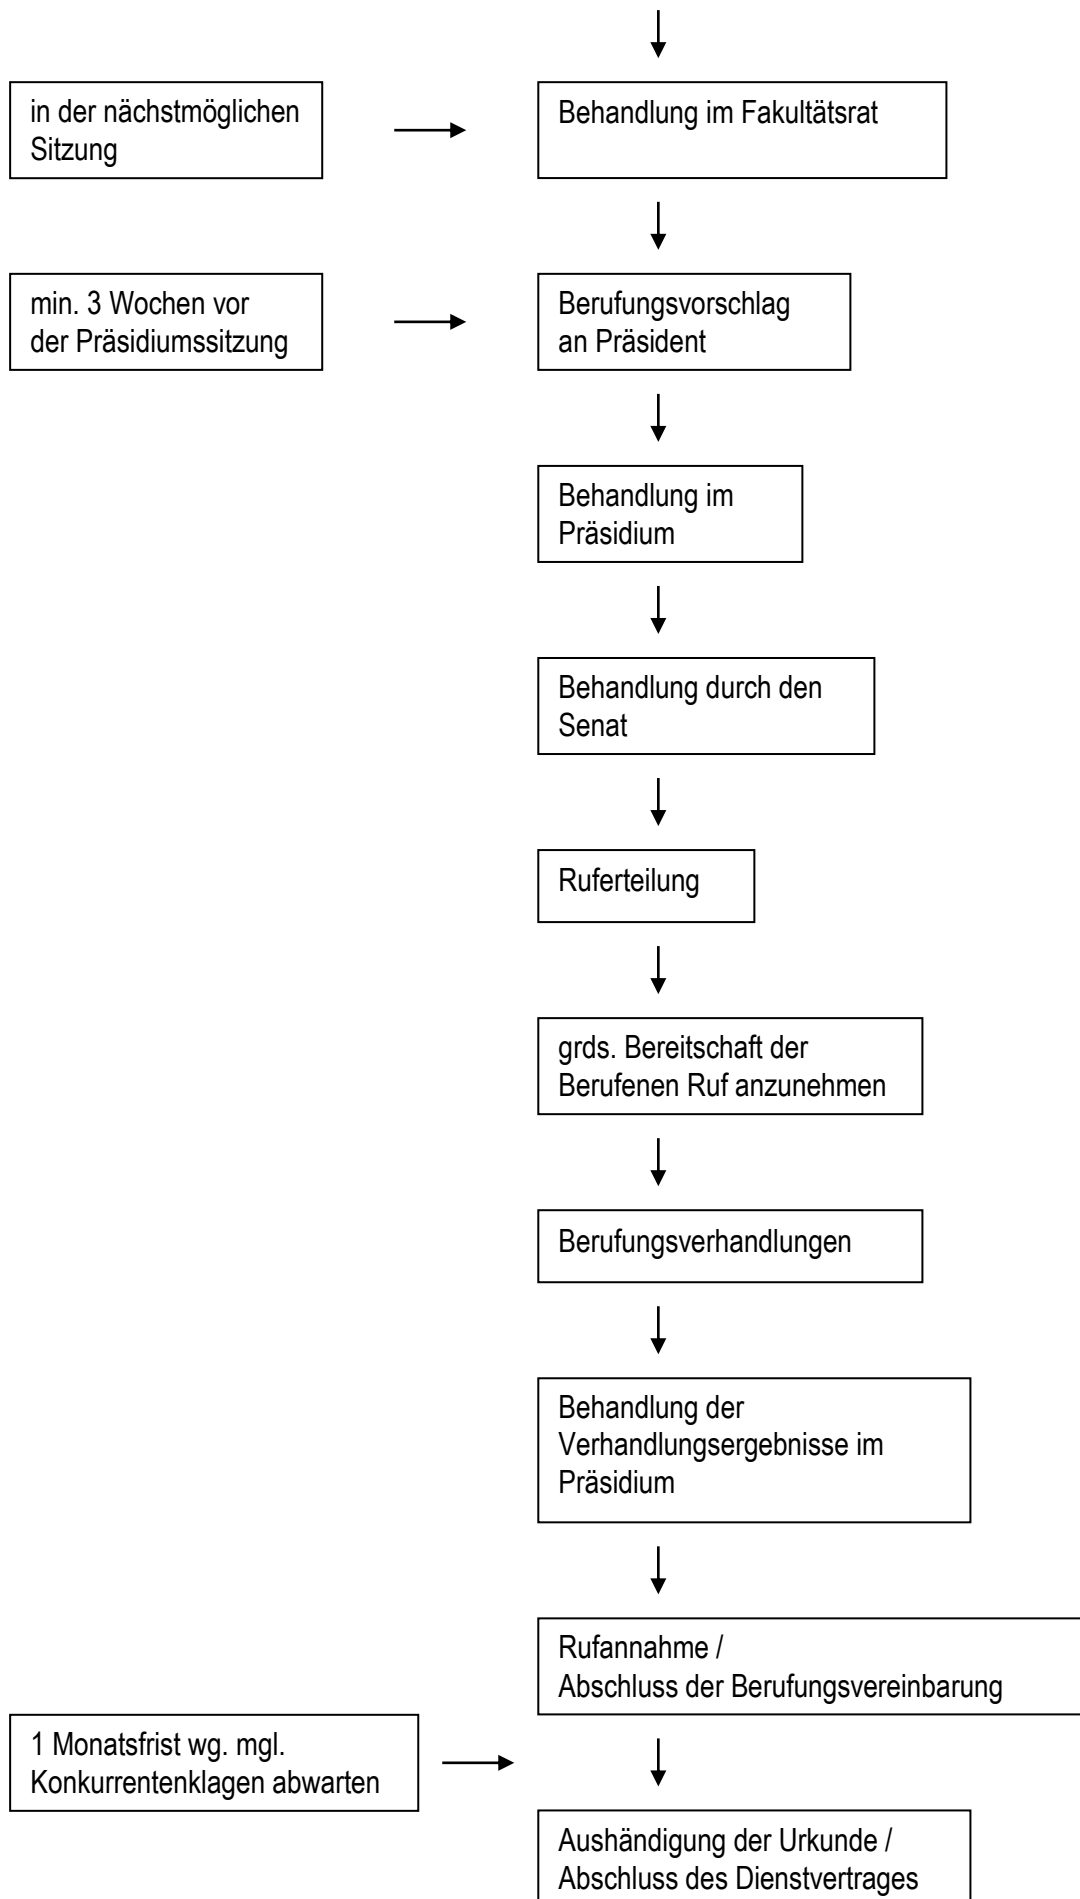 in der nächstmöglichen
Sitzung
Behandlung im Fakultätsrat
min. 3 Wochen vor
der Präsidiumssitzung
Berufungsvorschlag
an Präsident
Behandlung im
Präsidium
Behandlung durch den
Senat
Ruferteilung
grds. Bereitschaft der
Berufenen Ruf anzunehmen
Berufungsverhandlungen
Behandlung der
Verhandlungsergebnisse im
Präsidium
Rufannahme /
Abschluss der Berufungsvereinbarung
1 Monatsfrist wg. mgl.
Konkurrentenklagen abwarten
Aushändigung der Urkunde /
Abschluss des Dienstvertrages